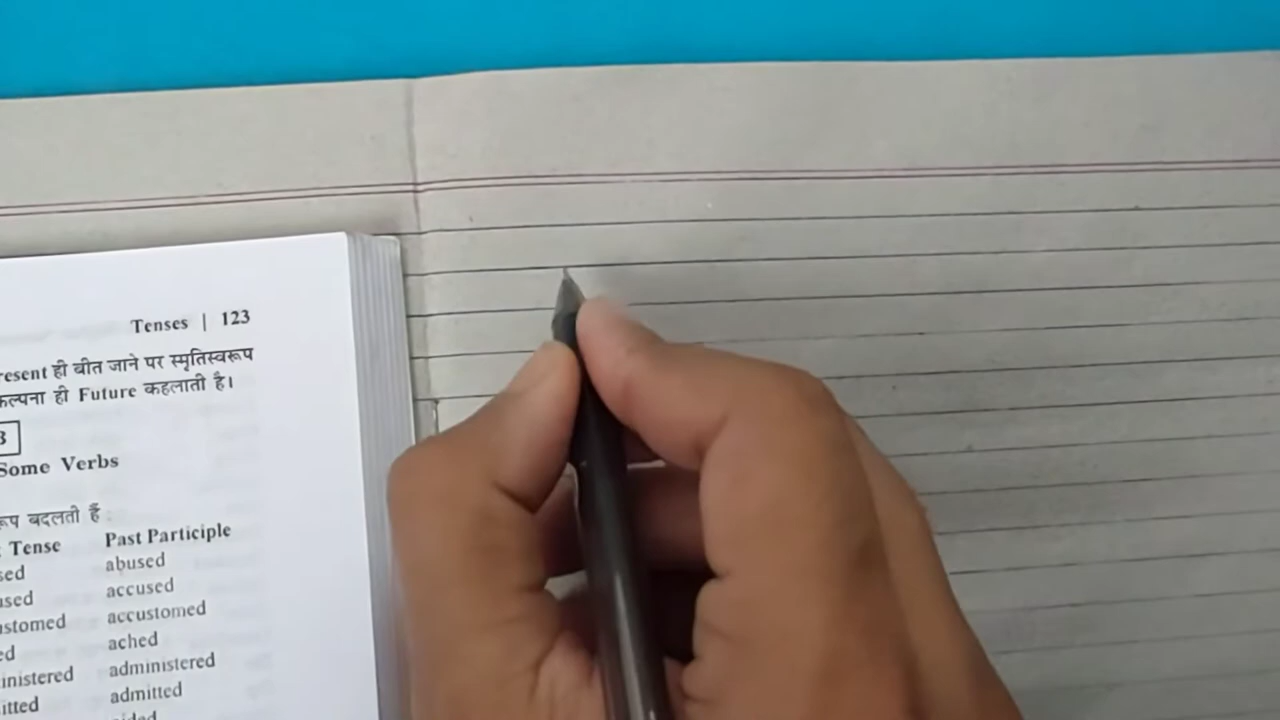 Tenses | 123
resent ही बीत जाने पर स्मृतिस्वरूप
कल्पना ही Future कहलाती है।
3
Some Verbs
रूप बदलती हैं
Tense Past Participle
sed abused
used accused
ustomed accustomed
ed ached
inistered administered
itted admitted